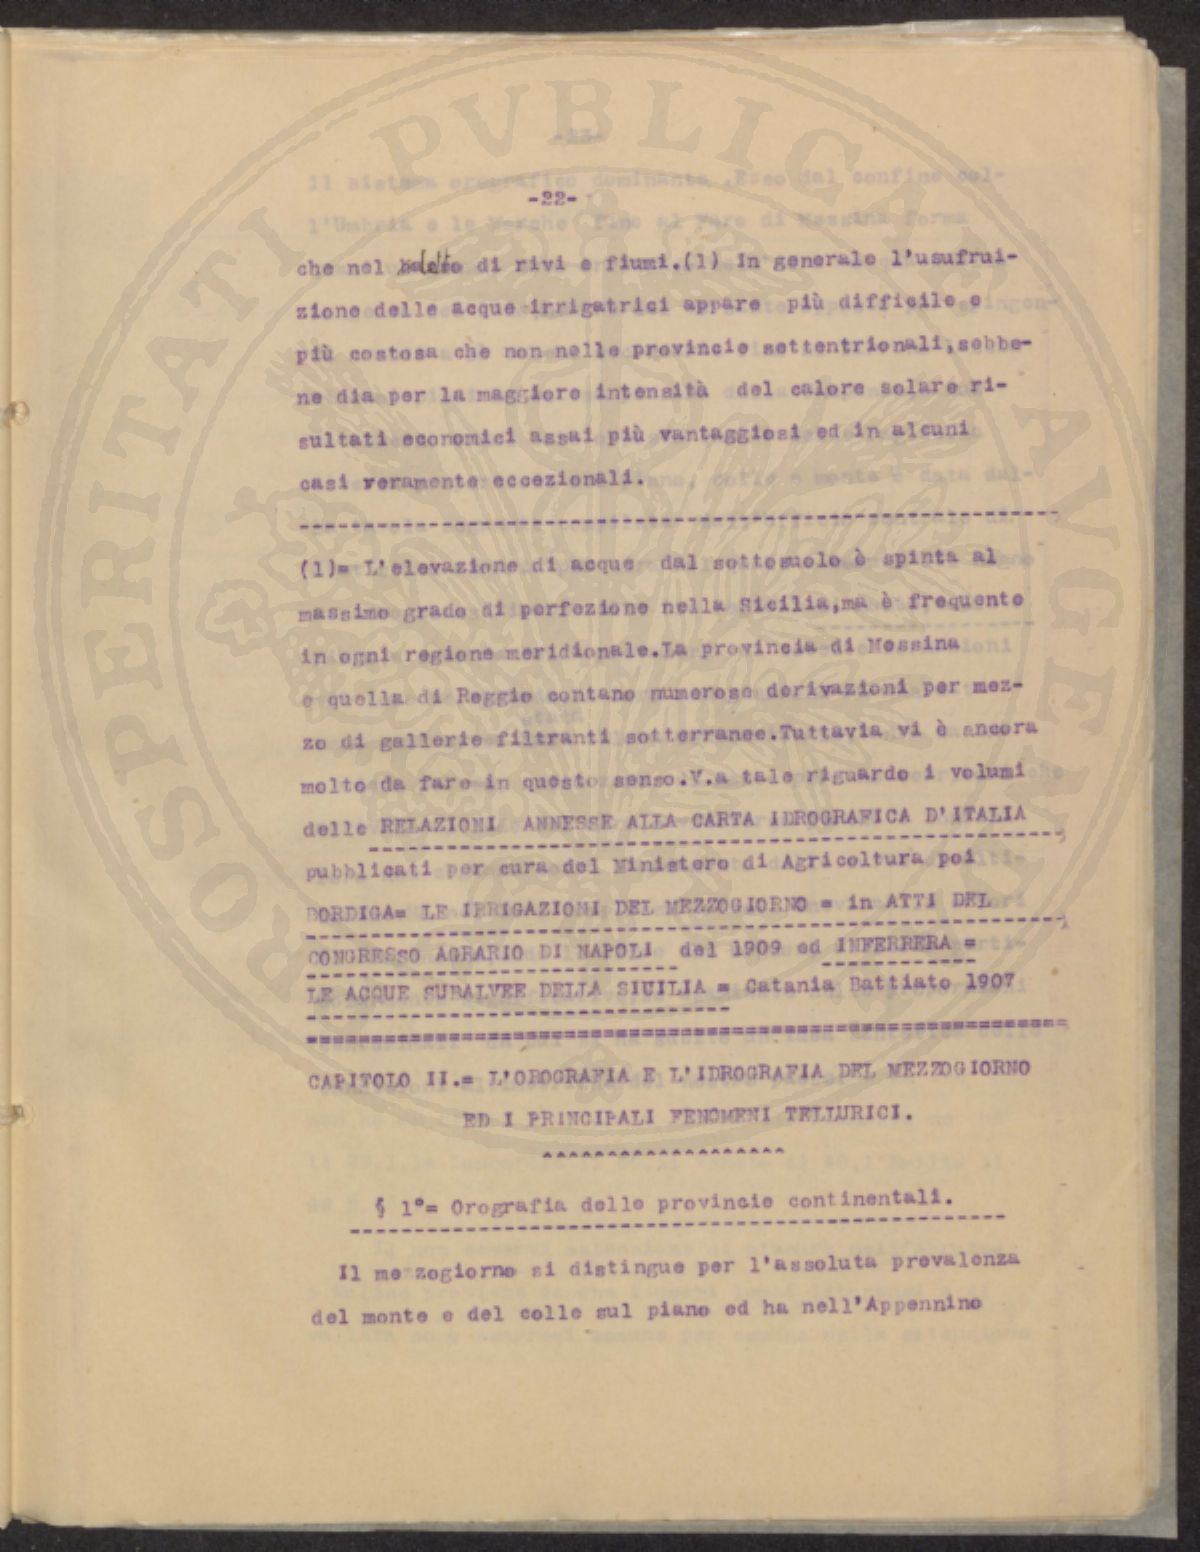 -22-
che nel letto di rivi e fiumi.(1) In generale l'usufrui-
zione delle acque irrigatrici appare più difficile e
più costosa che non nelle provincie settentrionali,sebbe-
ne dia per la maggiore intensità del calore solare ri-
sultati economici assai più vantaggiosi ed in alcuni
casi veramente eccezionali.
(1)= L'elevazione di acque dal sottosuolo è spinta al
massimo grado di perfezione nella Sicilia,ma è frequente
in ogni regione meridionale.La provincia di Messina
e quella di Reggio contano numerose derivazioni per mez-
zo di gallerie filtranti sotterranee.Tuttavia vi è ancora
molto da fare in questo senso.V.a tale riguardo i volumi
delle RELAZIONI ANNESSE ALLA CARTA IDROGRAFICA D'ITALIA
pubblicati per cura del Ministero di Agricoltura poi
BORDIGA= LE IRRIGAZIONI DEL MEZZOGIORNO = in ATTI DEL
CONGRESSO AGRARIO DI NAPOLI del 1909 ed INFERRERA =
LE ACQUE SUBALVEE DELLA SICILIA = Catania Battiato 1907
CAPITOLO II.= L'OROGRAFIA E L'IDROGRAFIA DEL MEZZOGIORNO
ED I PRINCIPALI FENOMENI TELLURICI.
§ 1°= Orografia delle provincie continentali.
Il mezzogiorno si distingue per l'assoluta prevalenza
del monte e del colle sul piano ed ha nell'Appennino
PROSPERITATI PVBLICAE AVGENDAE